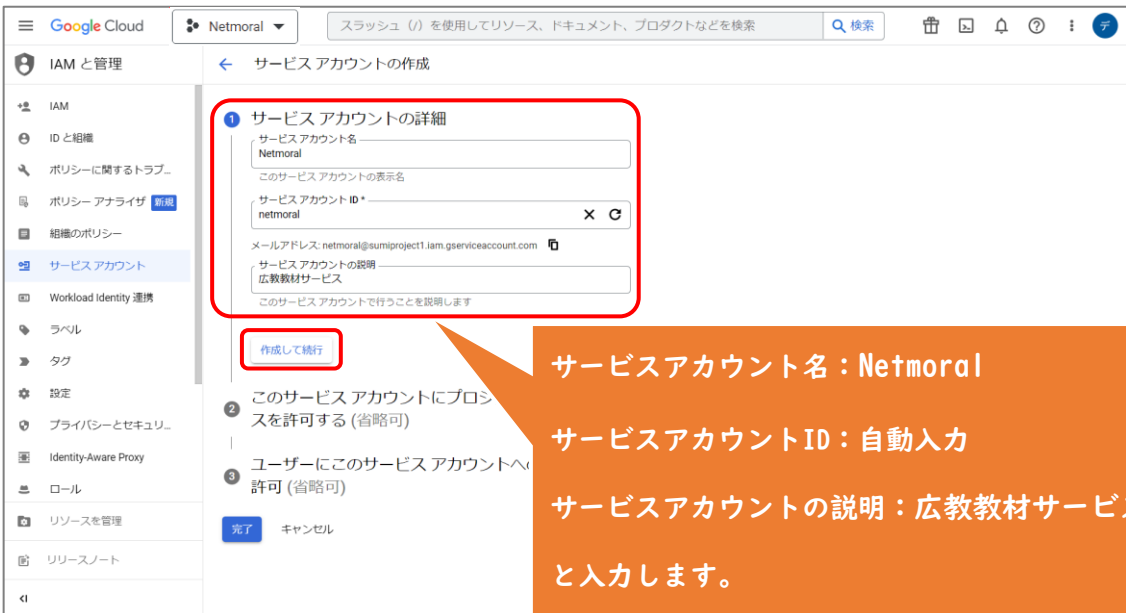 Google Cloud
Netmoral
スラッシュ（/）を使用してリソース、ドキュメント、プロダクトなどを検索
検索
デ
IAM と管理
サービス アカウントの作成
IAM
ID と組織
ポリシーに関するトラブ...
ポリシー アナライザ 新規
組織のポリシー
サービス アカウント
Workload Identity 連携
ラベル
タグ
設定
プライバシーとセキュリ...
Identity-Aware Proxy
ロール
リソースを管理
リリースノート
1 サービス アカウントの詳細
サービス アカウント名
Netmoral
このサービス アカウントの表示名
サービス アカウント ID *
netmoral
メールアドレス: netmoral@sumiproject1.iam.gserviceaccount.com
サービス アカウントの説明
広教教材サービス
このサービス アカウントで行うことを説明します
作成して続行
2 このサービス アカウントにプロジ
スを許可する (省略可)
3 ユーザーにこのサービス アカウントへ
許可 (省略可)
完了
キャンセル
サービスアカウント名：Netmoral
サービスアカウントID：自動入力
サービスアカウントの説明：広教教材サービス
と入力します。